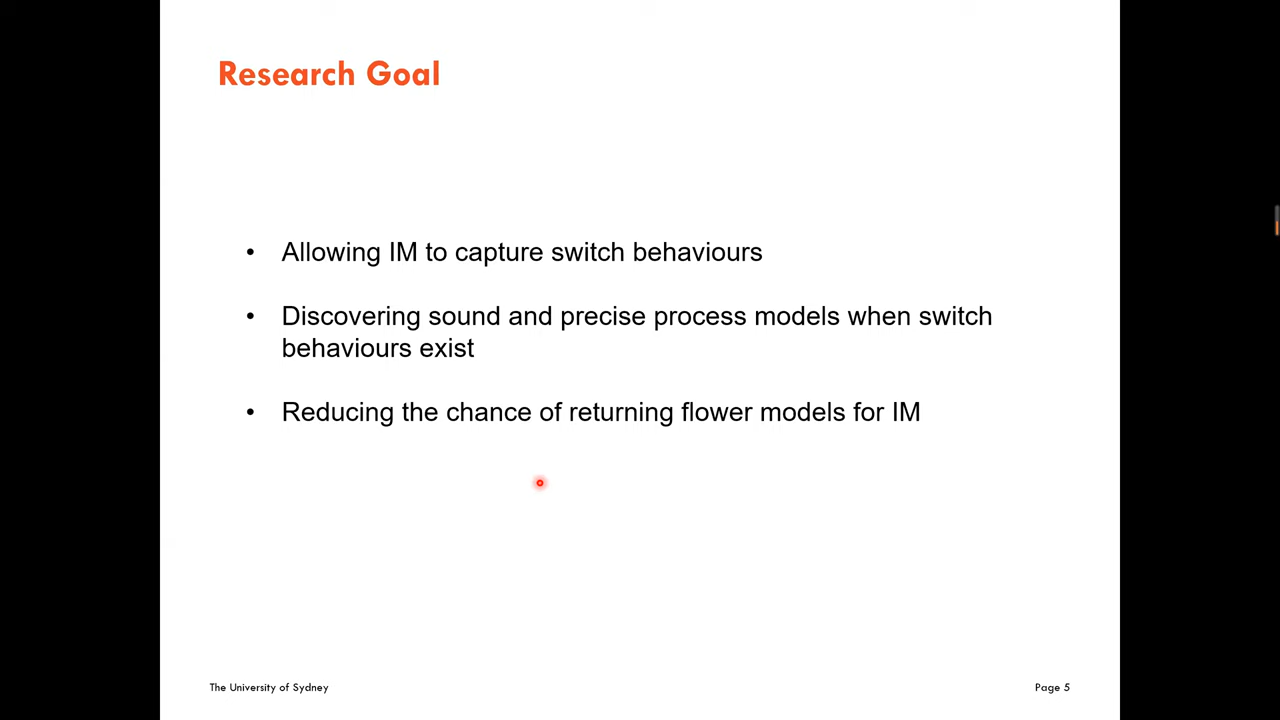 Research Goal
• Allowing IM to capture switch behaviours
• Discovering sound and precise process models when switch
behaviours exist
• Reducing the chance of returning flower models for IM
The University of Sydney
Page 5